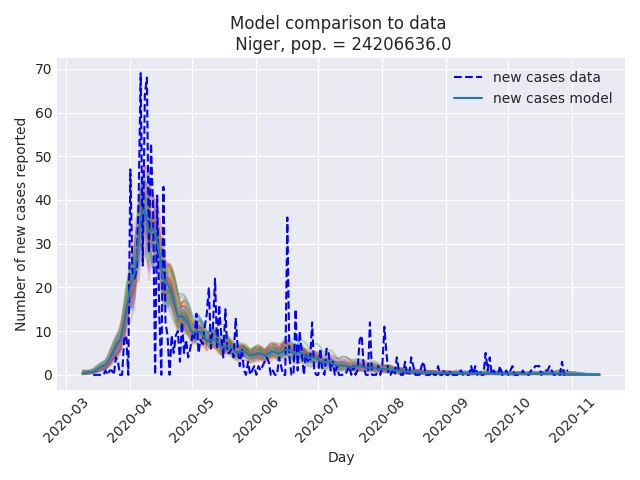 Model comparison to data
Niger, pop. = 24206636.0
new cases data
new cases model
Number of new cases reported
70
60
50
40
30
20
10
0
2020-03
2020-04
2020-05
2020-06
2020-07
2020-08
2020-09
2020-10
2020-11
Day